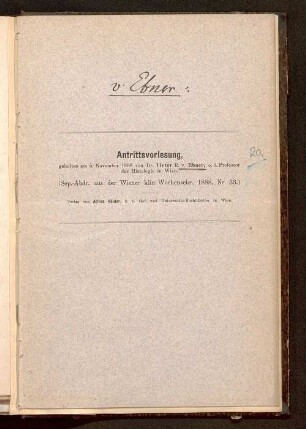 v Ebner :
Antrittsvorlesung,
gehalten am 5. November 1888 von Dr. Victor R. v. Ebner, o. ö. Professor
der Histologie in Wien.
20.
(Sep.-Abdr. aus der Wiener klin. Wochenschr. 1888, Nr. 33.)
Verlag von Alfred Hölder, k. k. Hof- und Universitäts-Buchhändler in Wien.